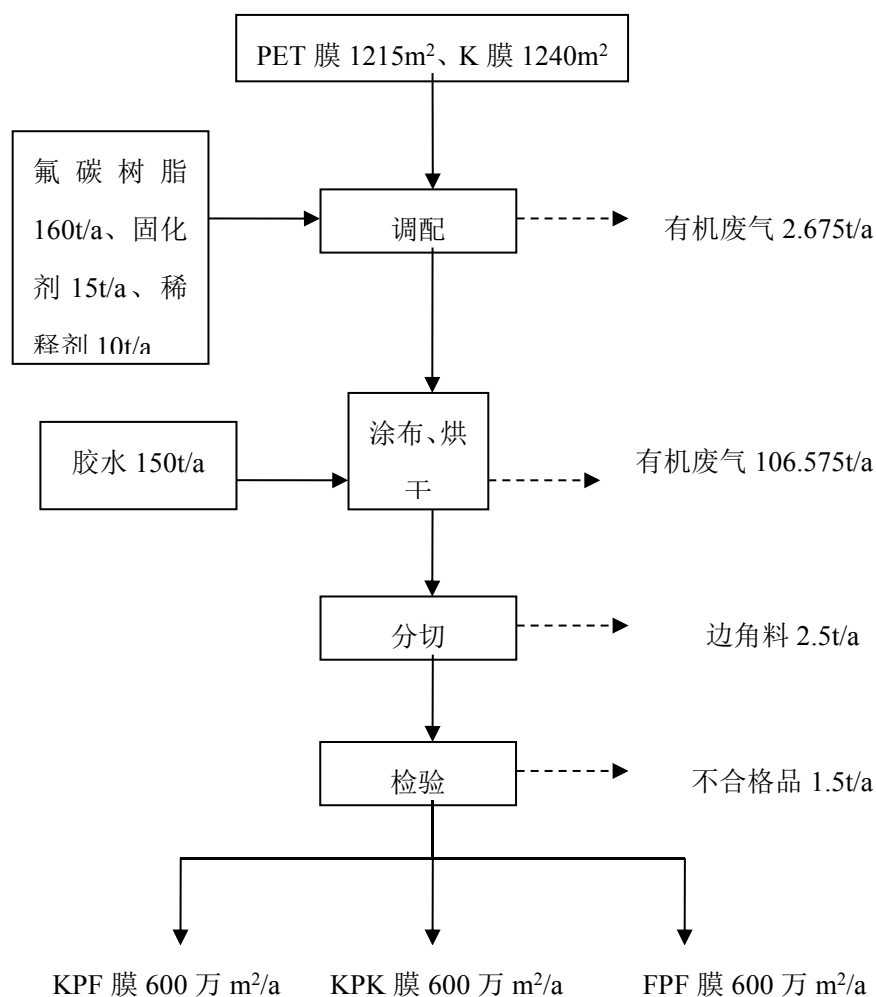 PET 膜 1215m²、K 膜 1240m²
氟碳树脂
160t/a、固化
剂 15t/a、稀
释剂 10t/a
调配
有机废气 2.675t/a
胶水 150t/a
涂布、烘
干
有机废气 106.575t/a
分切
边角料 2.5t/a
检验
不合格品 1.5t/a
KPF 膜 600 万 m²/a
KPK 膜 600 万 m²/a
FPF 膜 600 万 m²/a